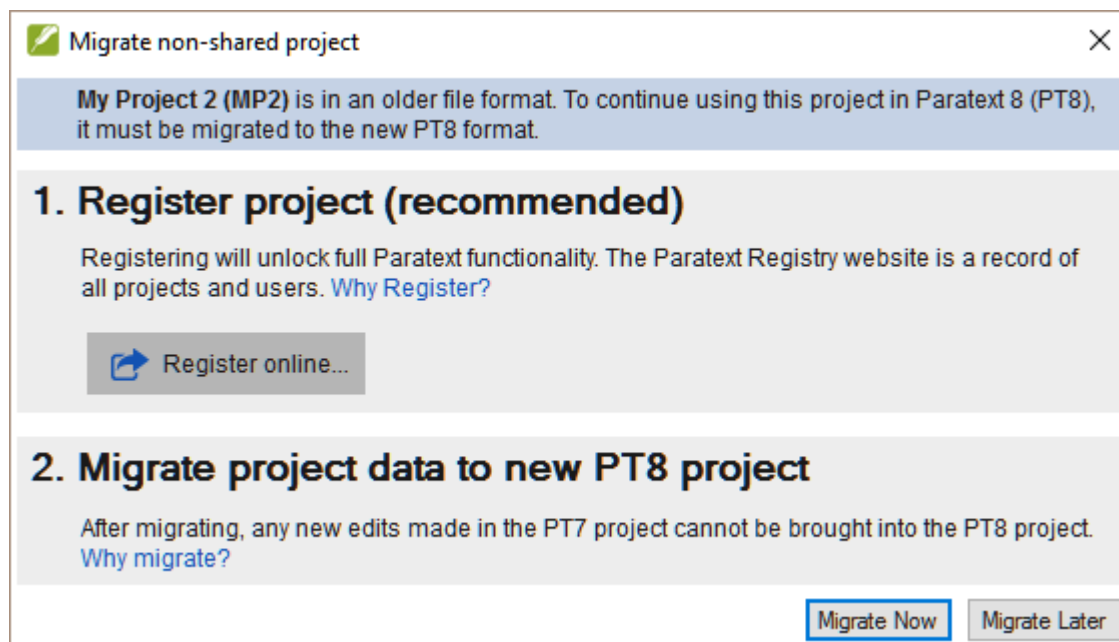 Migrate non-shared project
My Project 2 (MP2) is in an older file format. To continue using this project in Paratext 8 (PT8),
it must be migrated to the new PT8 format.
1. Register project (recommended)
Registering will unlock full Paratext functionality. The Paratext Registry website is a record of
all projects and users. Why Register?
Register online...
2. Migrate project data to new PT8 project
After migrating, any new edits made in the PT7 project cannot be brought into the PT8 project.
Why migrate?
Migrate Now Migrate Later